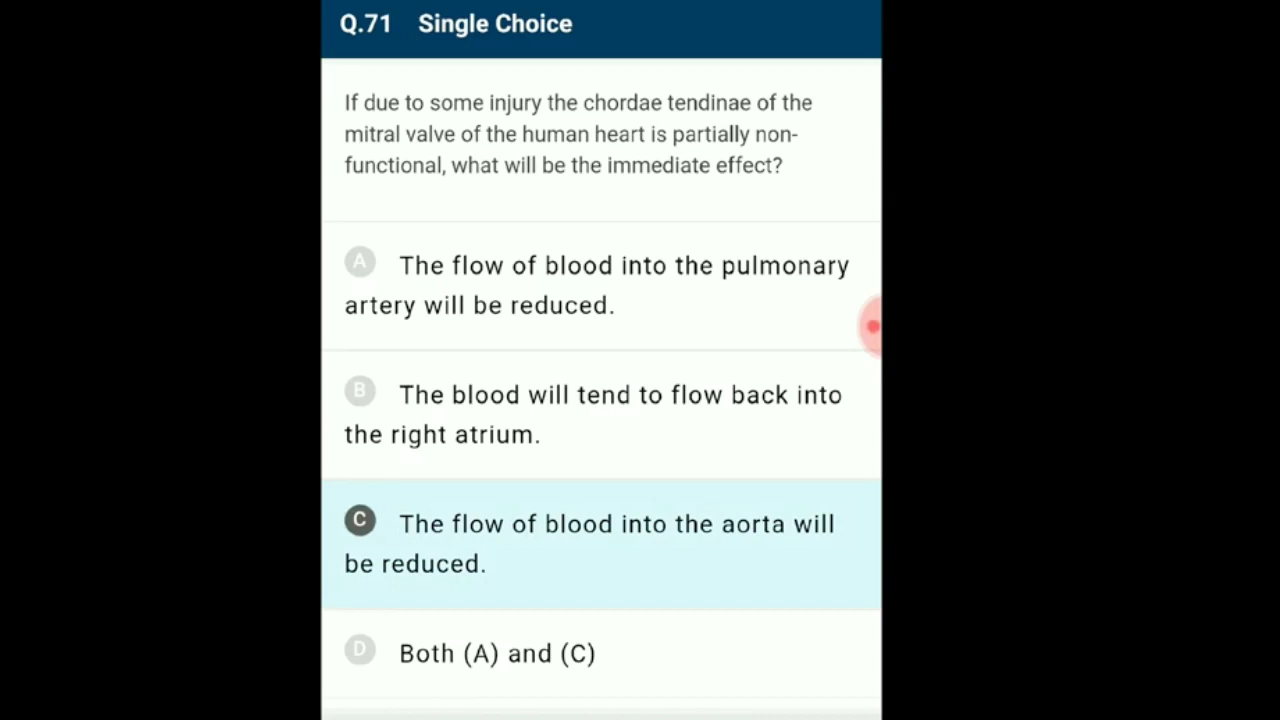 Q.71 Single Choice
If due to some injury the chordae tendinae of the
mitral valve of the human heart is partially non-
functional, what will be the immediate effect?
A The flow of blood into the pulmonary
artery will be reduced.
B The blood will tend to flow back into
the right atrium.
C The flow of blood into the aorta will
be reduced.
D Both (A) and (C)